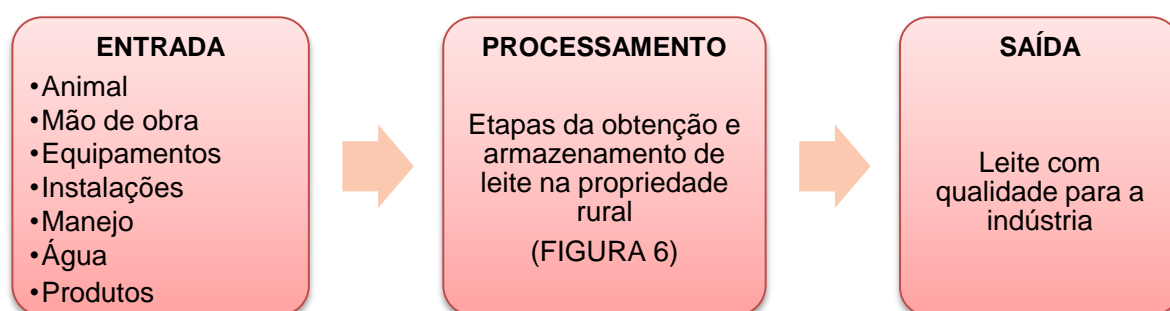 ENTRADA
•Animal
•Mão de obra
•Equipamentos
•Instalações
•Manejo
•Água
•Produtos
PROCESSAMENTO
Etapas da obtenção e
armazenamento de
leite na propriedade
rural
(FIGURA 6)
SAÍDA
Leite com
qualidade para a
indústria